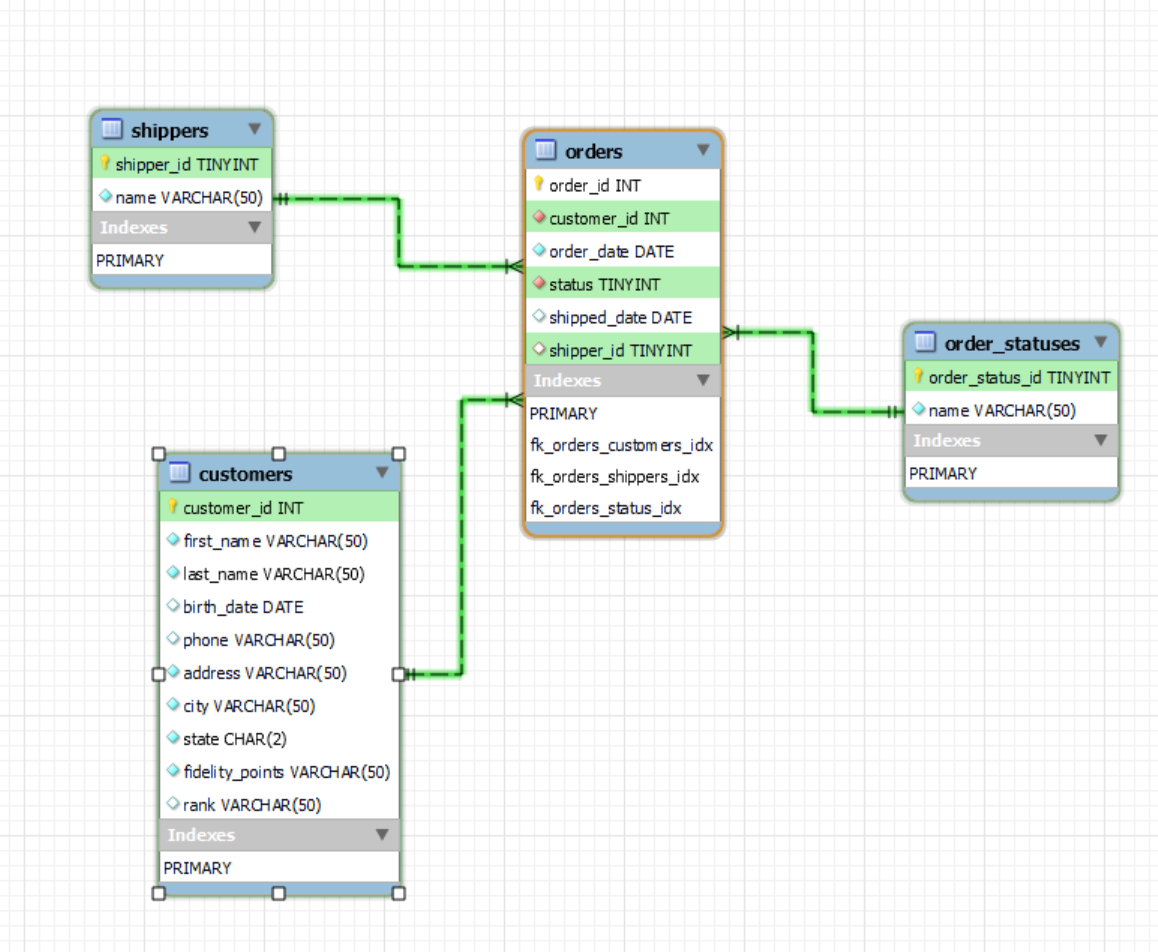 shippers
shipper_id TINYINT
name VARCHAR(50)
Indexes
PRIMARY
orders
order_id INT
customer_id INT
order_date DATE
status TINYINT
shipped_date DATE
shipper_id TINYINT
Indexes
PRIMARY
fk_orders_customers_idx
fk_orders_shippers_idx
fk_orders_status_idx
order_statuses
order_status_id TINYINT
name VARCHAR(50)
Indexes
PRIMARY
customers
customer_id INT
first_name VARCHAR(50)
last_name VARCHAR(50)
birth_date DATE
phone VARCHAR(50)
address VARCHAR(50)
city VARCHAR(50)
state CHAR(2)
fidelity_points VARCHAR(50)
rank VARCHAR(50)
Indexes
PRIMARY